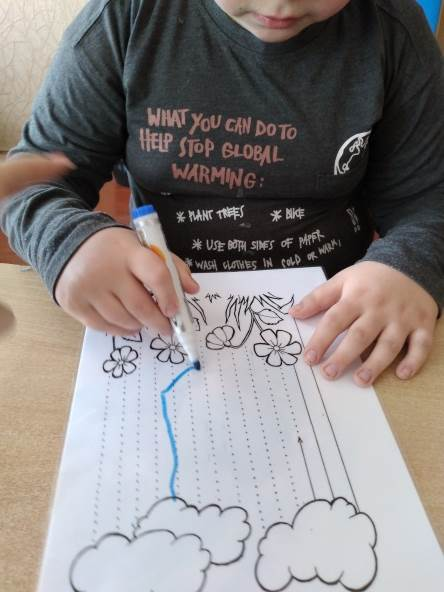 WHAT YOU CAN DO TO
HELP STOP GLOBAL
WARMING:
* PLANT TREES * BIKE
* USE BOTH SIDES OF PAPER
* WASH CLOTHES IN COLD OR WARM,